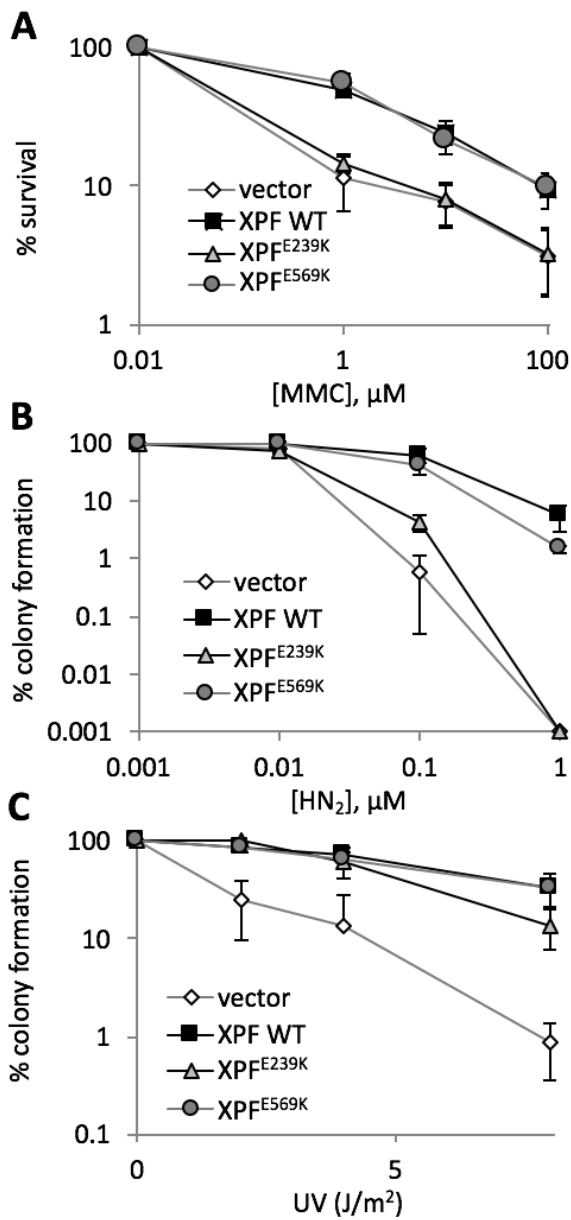 A
100
10
1
% survival
vector
XPF WT
XPF^E239K
XPF^E569K
0.01 1 100
[MMC], µM
B
100
10
1
0.1
0.01
0.001
% colony formation
vector
XPF WT
XPF^E239K
XPF^E569K
0.001 0.01 0.1 1
[HN₂], µM
C
100
10
1
0.1
% colony formation
vector
XPF WT
XPF^E239K
XPF^E569K
0 5
UV (J/m²)